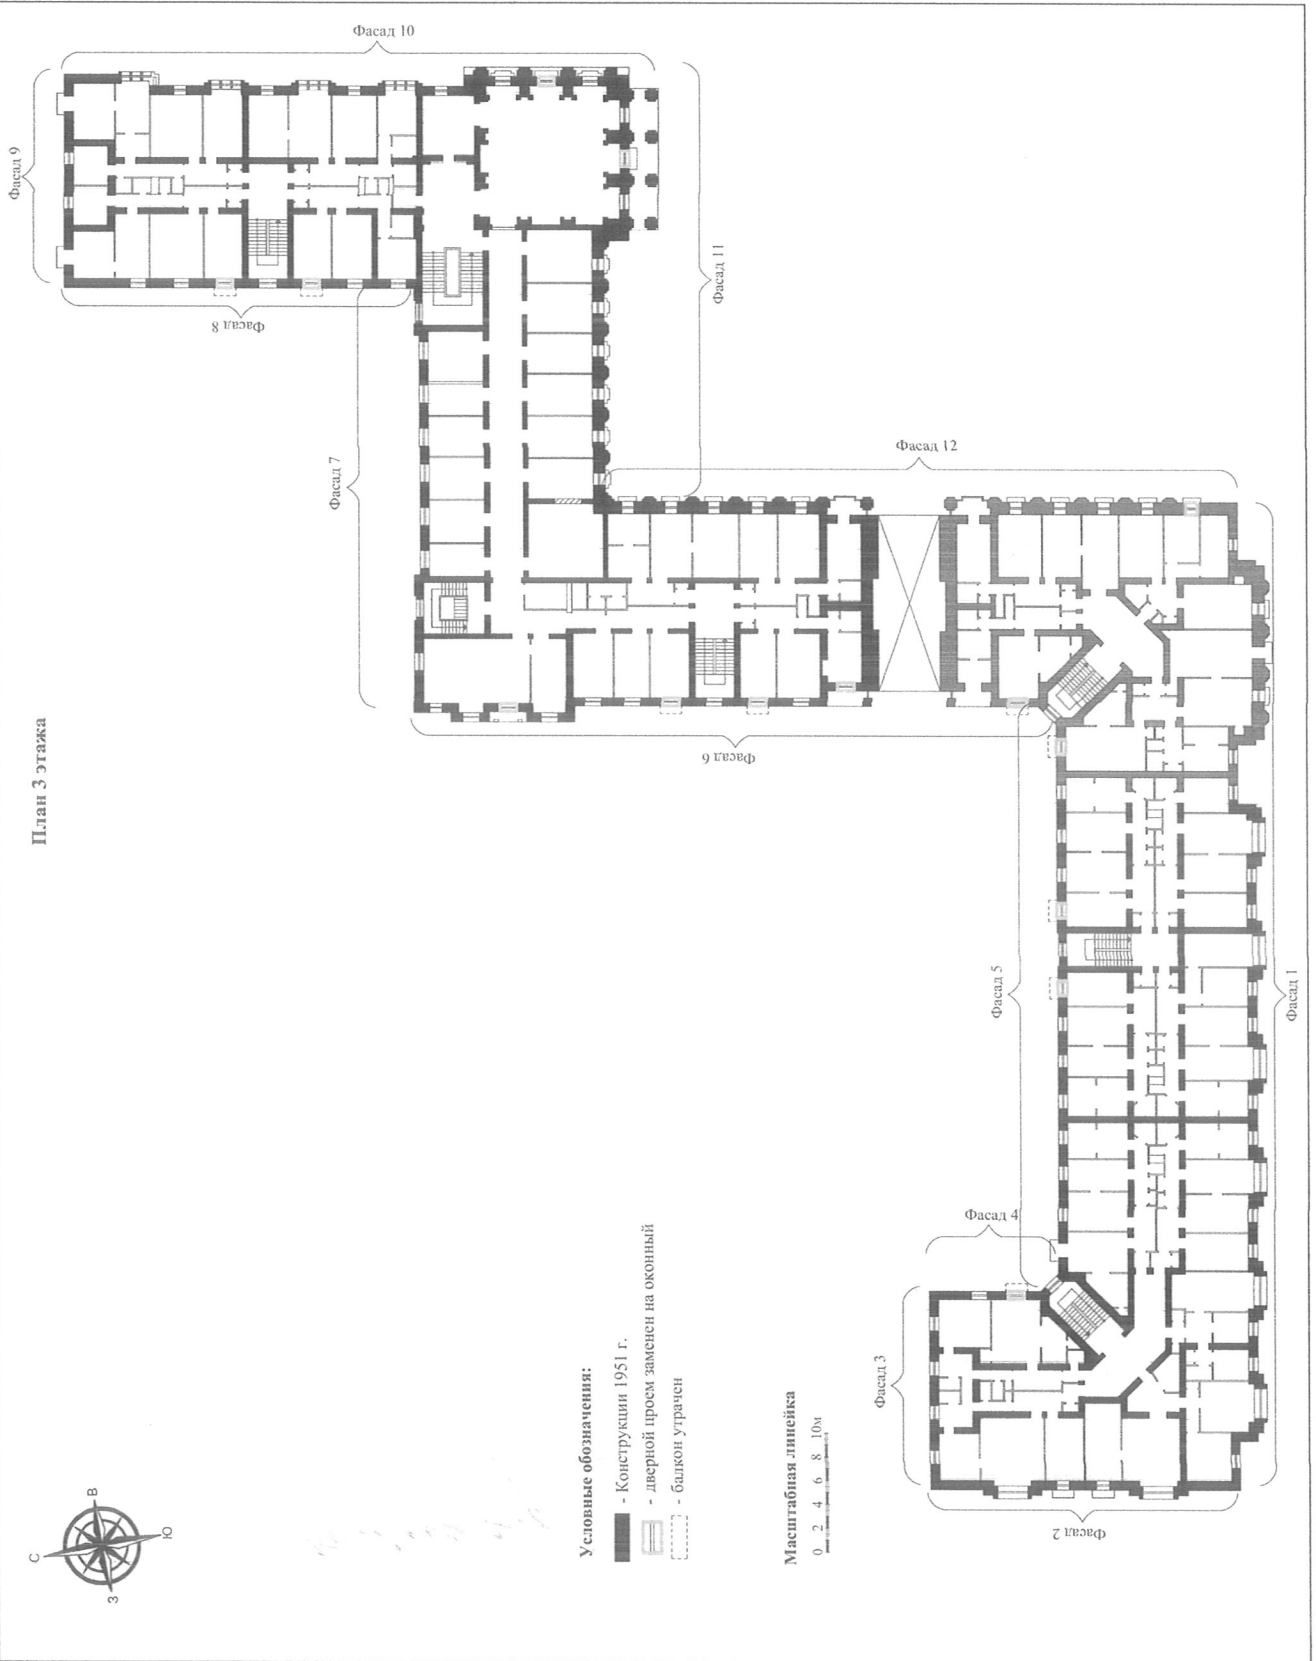 План 3 этажа
Фасад 10
Фасад 9
Фасад 8
Фасад 11
Фасад 7
Фасад 12
Фасад 6
Фасад 5
Фасад 1
Фасад 4
Фасад 3
Фасад 2
С
В
З
Ю
Условные обозначения:
- Конструкции 1951 г.
- дверной проем заменен на оконный
- балкон утрачен
Масштабная линейка
0 2 4 6 8 10м